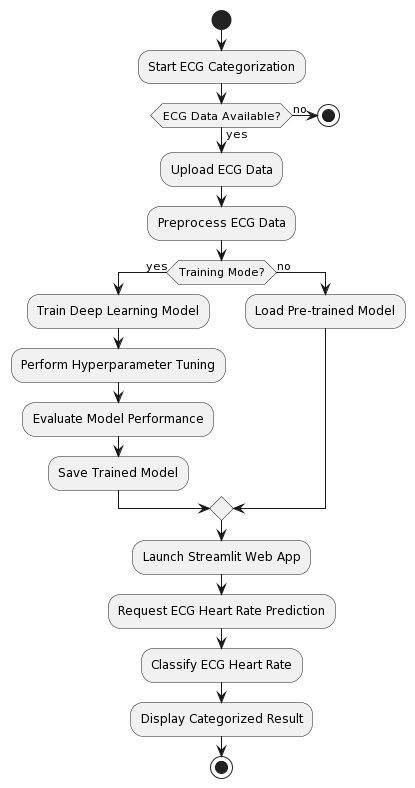 Start ECG Categorization
ECG Data Available?
no
yes
Upload ECG Data
Preprocess ECG Data
yes
Training Mode?
no
Train Deep Learning Model
Load Pre-trained Model
Perform Hyperparameter Tuning
Evaluate Model Performance
Save Trained Model
Launch Streamlit Web App
Request ECG Heart Rate Prediction
Classify ECG Heart Rate
Display Categorized Result